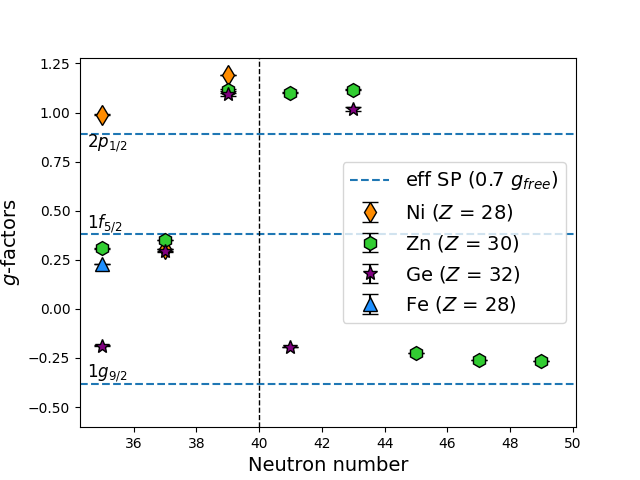 1.25
1.00
0.75
0.50
0.25
0.00
−0.25
−0.50
g-factors
2p1/2
1f5/2
1g9/2
eff SP (0.7 gfree)
Ni (Z = 28)
Zn (Z = 30)
Ge (Z = 32)
Fe (Z = 28)
36 38 40 42 44 46 48 50
Neutron number